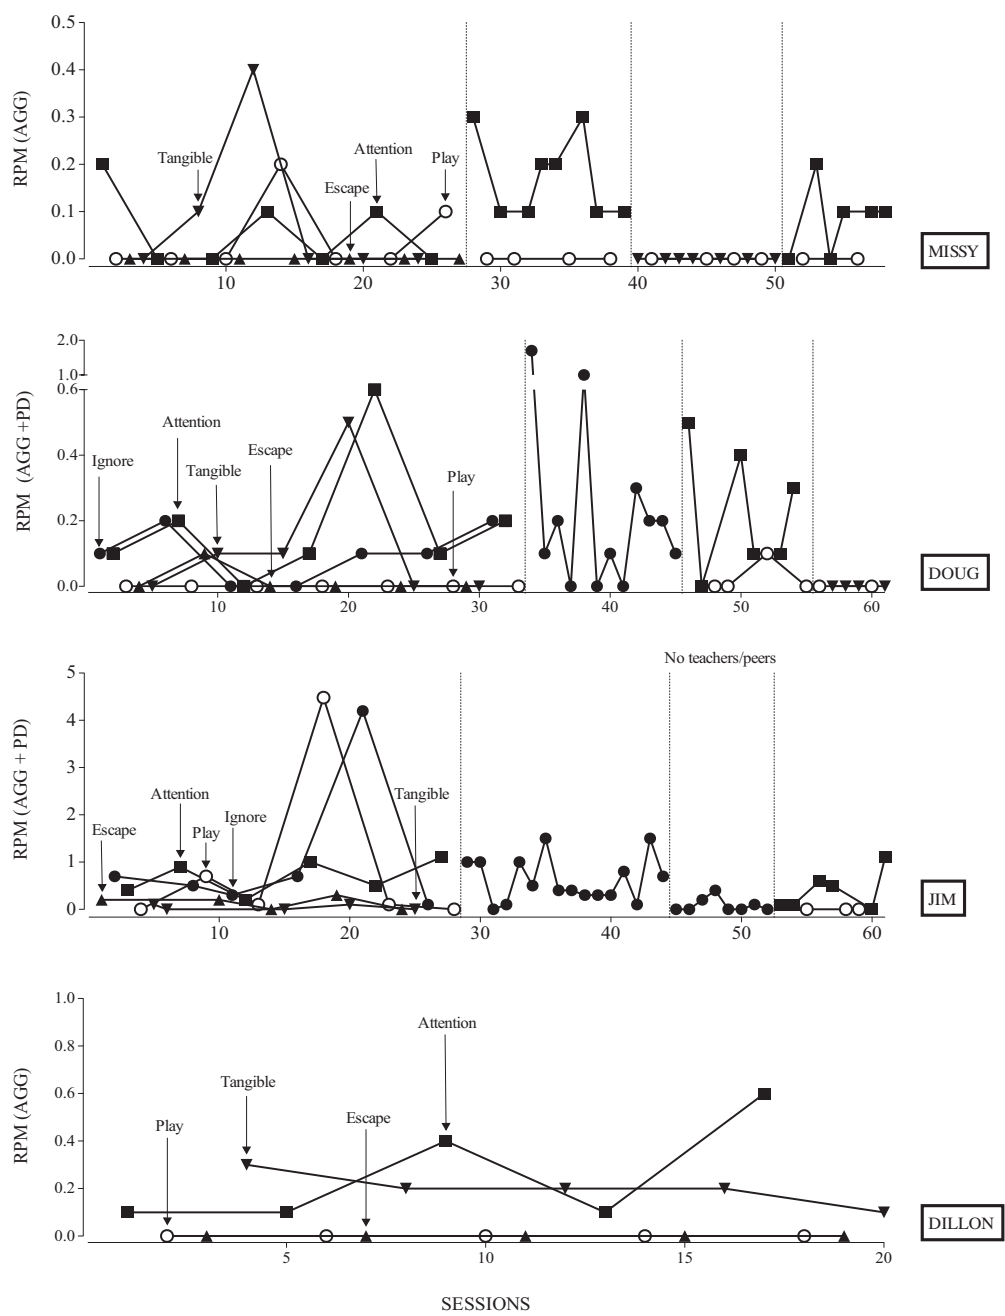 0.5
0.4
0.3
0.2
0.1
0.0
RPM (AGG)
Tangible
Escape
Attention
Play
10
20
30
40
50
MISSY
2.0
1.0
0.6
0.4
0.2
0.0
RPM (AGG +PD)
Ignore
Attention
Tangible
Escape
Play
10
20
30
40
50
60
DOUG
No teachers/peers
5
4
3
2
1
0
RPM (AGG + PD)
Escape
Attention
Play
Ignore
Tangible
10
20
30
40
50
60
JIM
1.0
0.8
0.6
0.4
0.2
0.0
RPM (AGG)
Play
Tangible
Escape
Attention
5
10
15
20
DILLON
SESSIONS